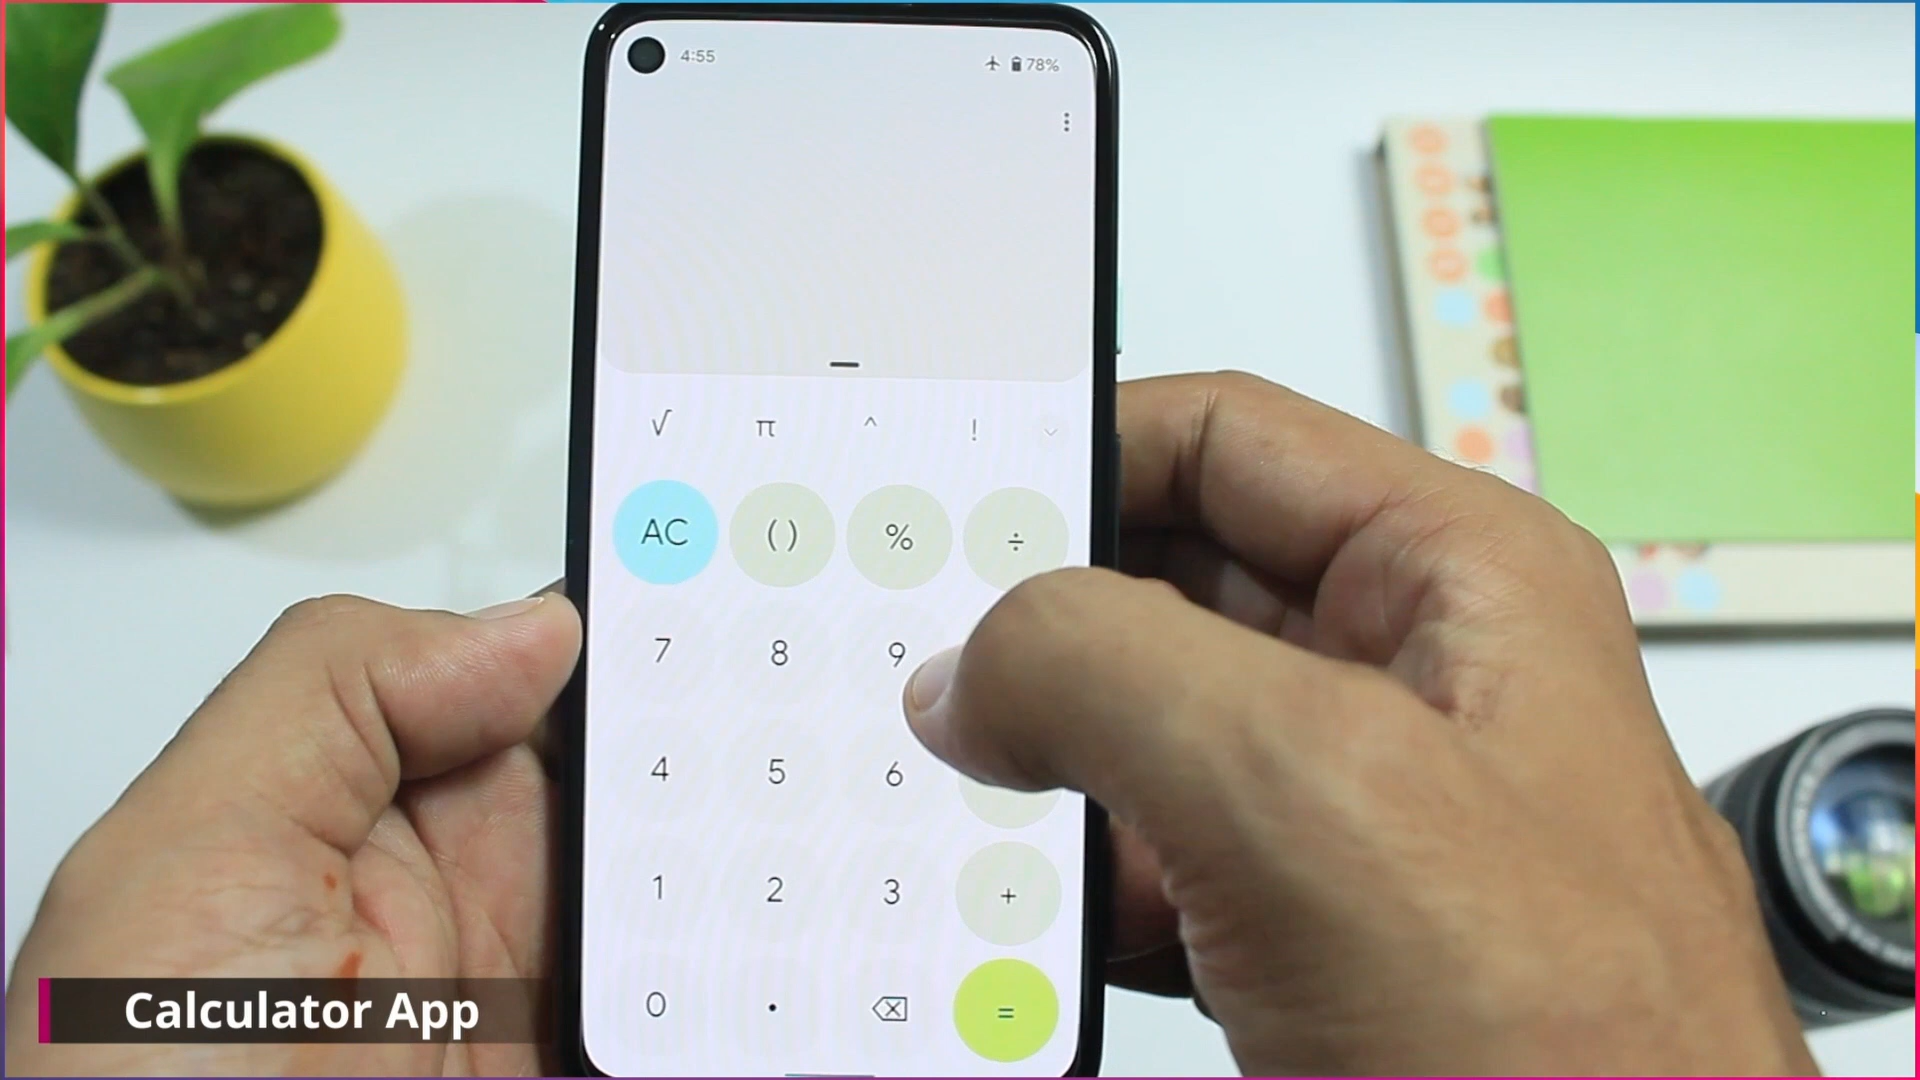 4:55 78%
√ π ^ !
AC () % ÷
7 8 9
4 5 6
1 2 3 +
0 . =
Calculator App